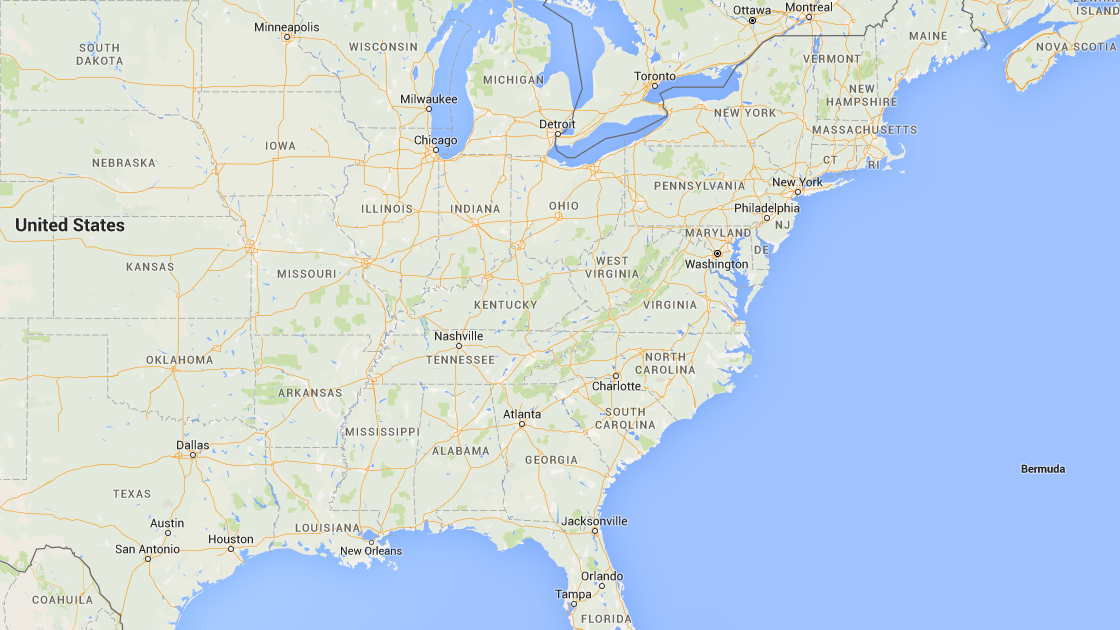 Ottawa
Montreal
EDWARD
ISLAND
Minneapolis
MAINE
SOUTH
DAKOTA
WISCONSIN
NOVA SCOTIA
VERMONT
MICHIGAN
Toronto
NEW
HAMPSHIRE
Milwaukee
NEW YORK
Detroit
MASSACHUSETTS
Chicago
IOWA
NEBRASKA
CT
RI
PENNSYLVANIA
New York
ILLINOIS
INDIANA
OHIO
Philadelphia
NJ
United States
MARYLAND
DE
WEST
VIRGINIA
Washington
KANSAS
MISSOURI
KENTUCKY
VIRGINIA
Nashville
TENNESSEE
OKLAHOMA
NORTH
CAROLINA
Charlotte
ARKANSAS
Atlanta
SOUTH
CAROLINA
MISSISSIPPI
Dallas
ALABAMA
GEORGIA
Bermuda
TEXAS
Austin
LOUISIANA
Jacksonville
Houston
San Antonio
New Orleans
Orlando
Tampa
COAHUILA
FLORIDA